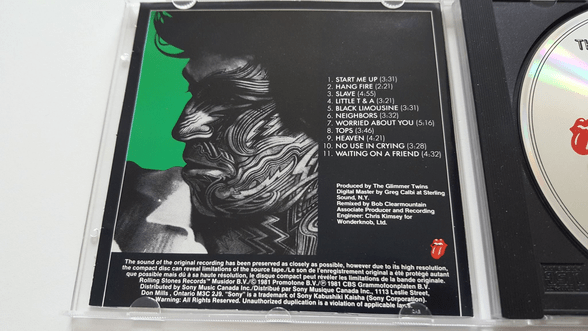 1. START ME UP (3:31)
2. HANG FIRE (2:21)
3. SLAVE (4:55)
4. LITTLE T & A (3:21)
5. BLACK LIMOUSINE (3:31)
6. NEIGHBORS (3:32)
7. WORRIED ABOUT YOU (5:16)
8. TOPS (3:46)
9. HEAVEN (4:21)
10. NO USE IN CRYING (3:28)
11. WAITING ON A FRIEND (4:32)
Produced by The Glimmer Twins
Digital Master by Greg Calbi at Sterling
Sound, N.Y.
Remixed by Bob Clearmountain
Associate Producer and Recording
Engineer: Chris Kimsey for
Wonderknob, Ltd.
The sound of the original recording has been preserved as closely as possible, however due to its high resolution,
the compact disc can reveal limitations of the source tape./Le son de l'enregistrement original a été protégé autant
que possible mais dû à sa haute résolution, le disque compact peut révéler les limitations de la bande originale.
Rolling Stones Records™ Musidor B.V./© 1981 Promotone B.V./℗ 1981 CBS Grammofoonplaten B.V.
Distributed by Sony Music Canada Inc./Distribué par Sony Musique Canada Inc., 1113 Leslie Street,
Don Mills, Ontario M3C 2J9. "Sony" is a trademark of Sony Kabushiki Kaisha (Sony Corporation).
Warning: All Rights Reserved. Unauthorized duplication is a violation of applicable laws.